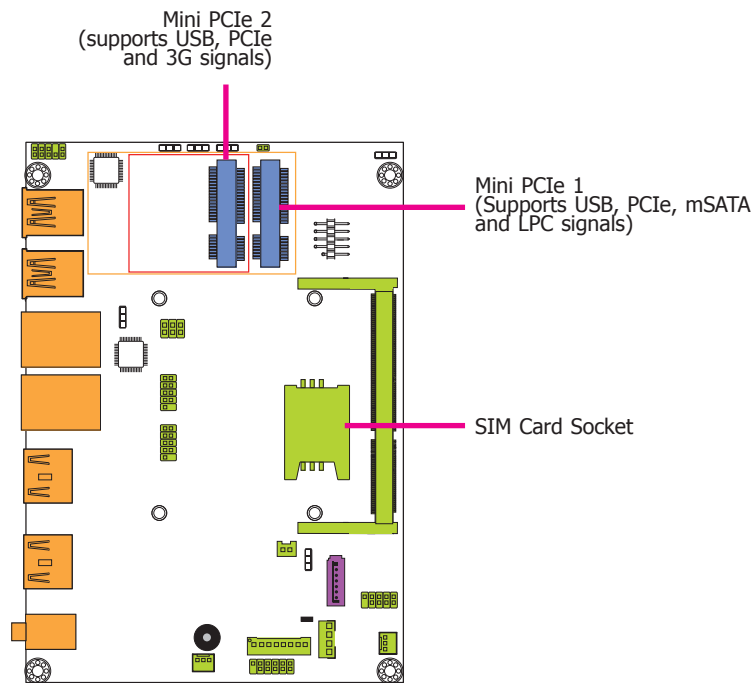 Mini PCIe 2
(supports USB, PCIe
and 3G signals)
Mini PCIe 1
(Supports USB, PCIe, mSATA
and LPC signals)
SIM Card Socket